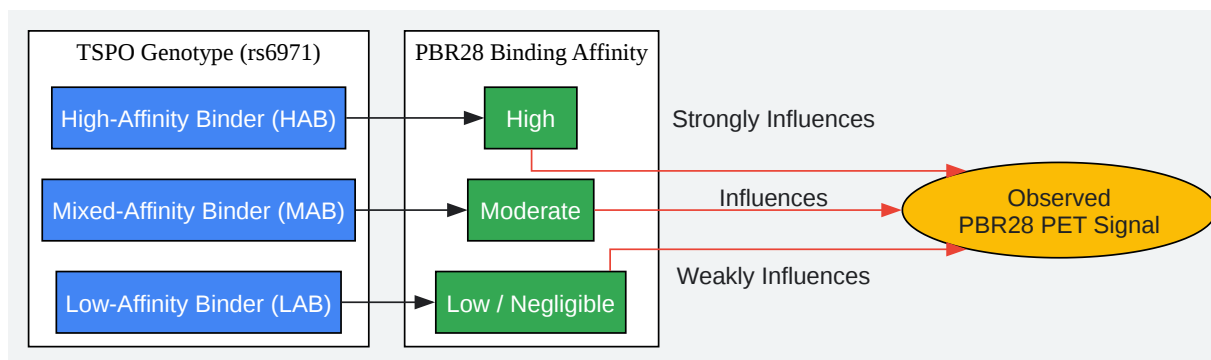 TSPO Genotype (rs6971)
PBR28 Binding Affinity
High-Affinity Binder (HAB)
High
Strongly Influences
Mixed-Affinity Binder (MAB)
Moderate
Influences
Observed
PBR28 PET Signal
Low-Affinity Binder (LAB)
Low / Negligible
Weakly Influences